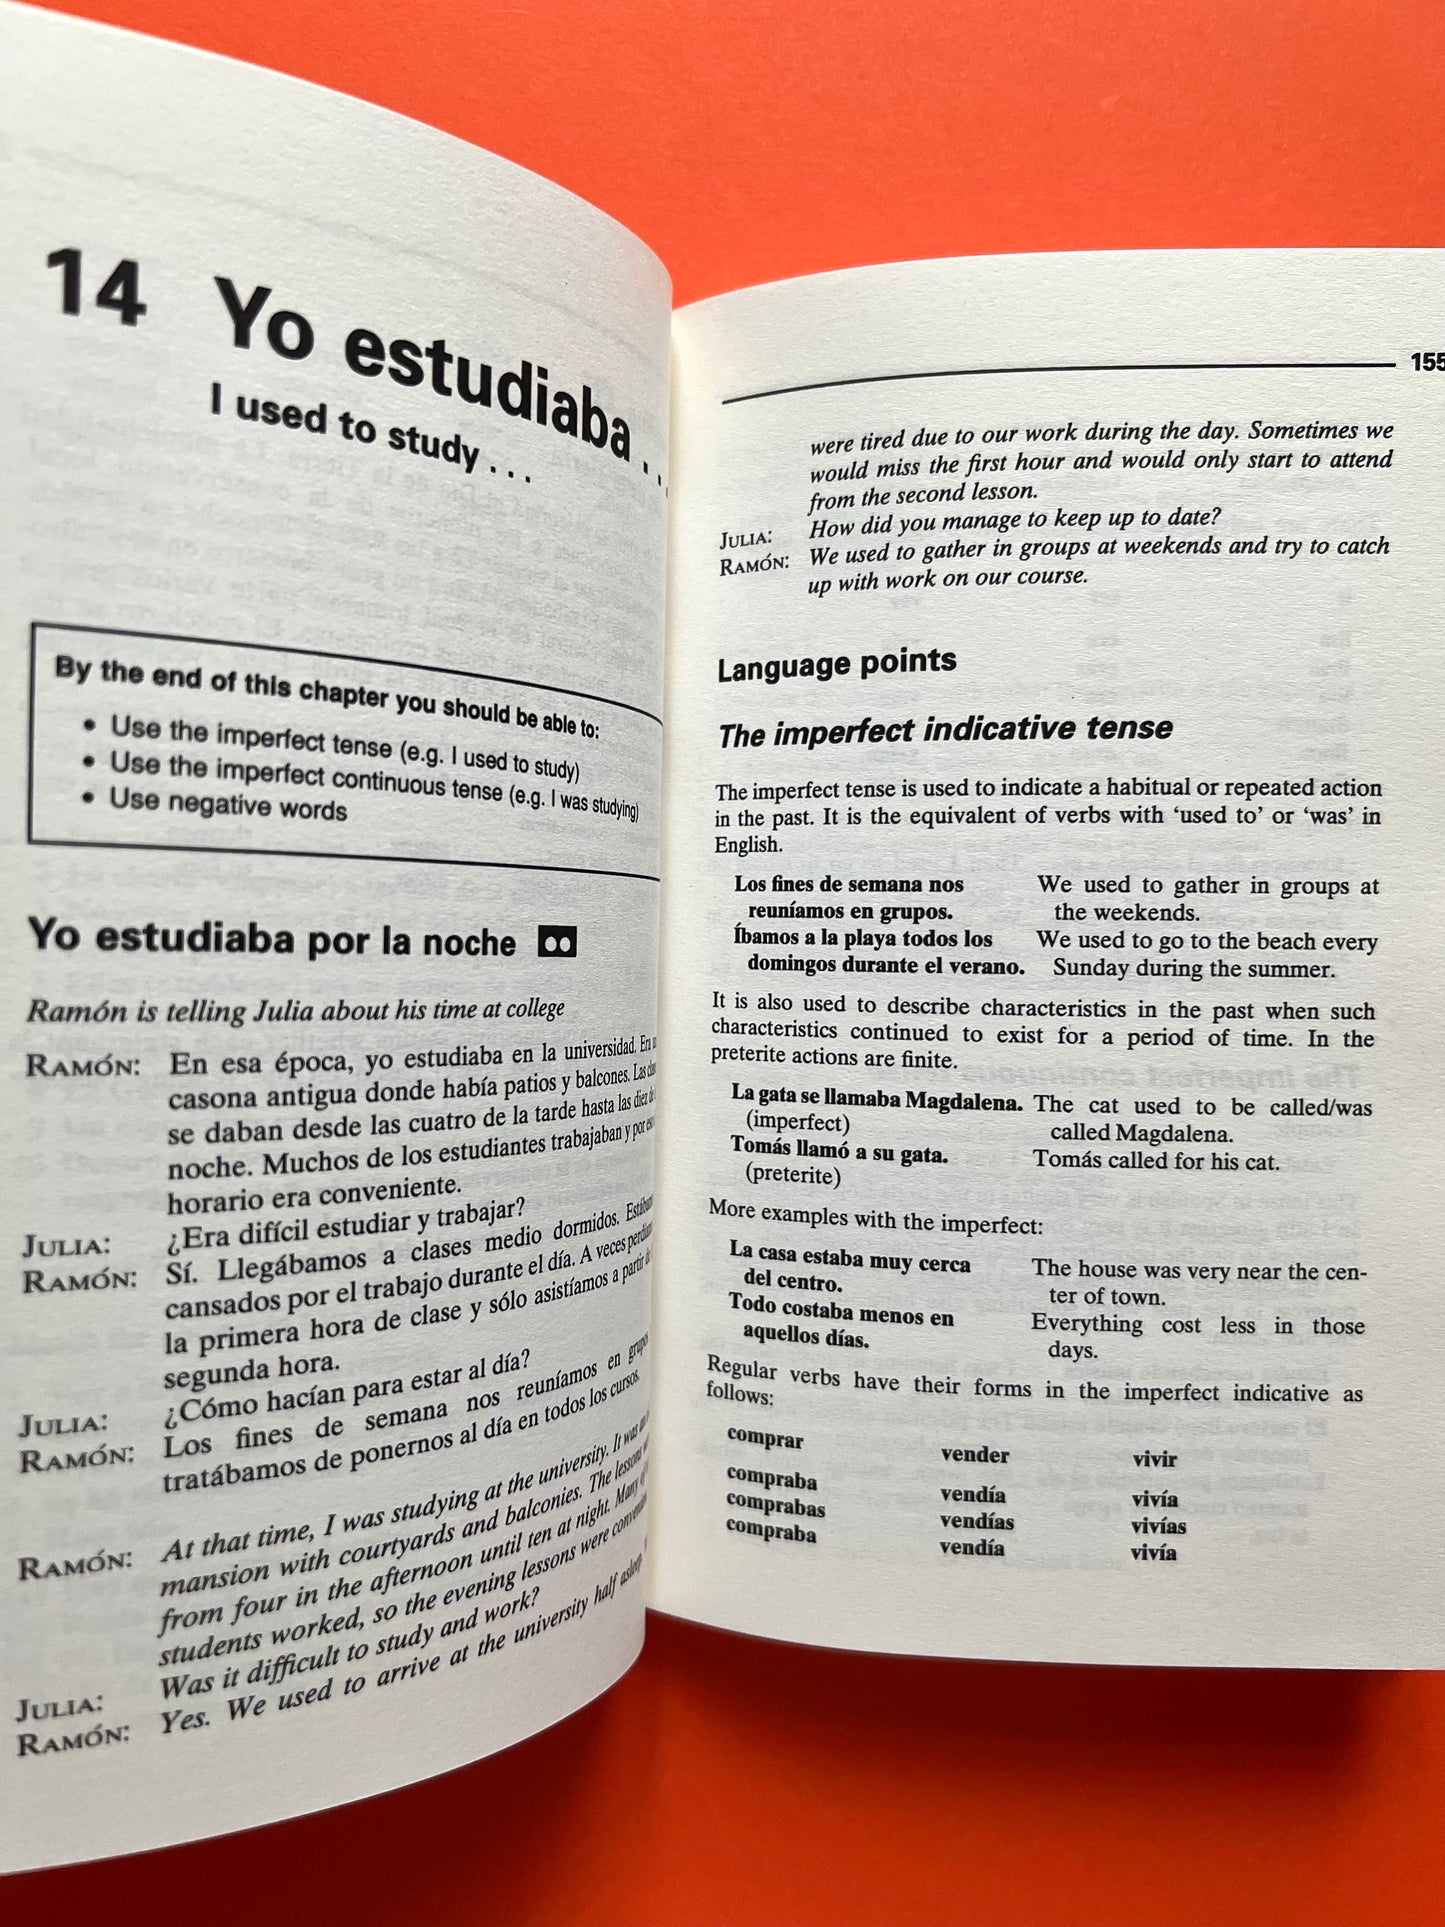 14 Yo estudiaba . . .
I used to study . . .
By the end of this chapter you should be able to:
• Use the imperfect tense (e.g. I used to study)
• Use the imperfect continuous tense (e.g. I was studying)
• Use negative words
Yo estudiaba por la noche
Ramón is telling Julia about his time at college
RAMÓN: En esa época, yo estudiaba en la universidad. Era
casona antigua donde había patios y balcones. Las
se daban desde las cuatro de la tarde hasta las diez de
noche. Muchos de los estudiantes trabajaban y por
horario era conveniente.
JULIA: ¿Era difícil estudiar y trabajar?
RAMÓN: Sí. Llegábamos a clases medio dormidos.
cansados por el trabajo durante el día. A veces perdíamos
la primera hora de clase y sólo asistíamos a partir de
segunda hora.
JULIA: ¿Cómo hacían para estar al día?
RAMÓN: Los fines de semana nos reuníamos en grupos
tratábamos de ponernos al día en todos los cursos.
RAMÓN: At that time, I was studying at the university. It was
mansion with courtyards and balconies. The lessons
from four in the afternoon until ten at night. Many
students worked, so the evening lessons were
JULIA: Was it difficult to study and work?
RAMÓN: Yes. We used to arrive at the university half asleep,
155
were tired due to our work during the day. Sometimes we
would miss the first hour and would only start to attend
from the second lesson.
JULIA: How did you manage to keep up to date?
RAMÓN: We used to gather in groups at weekends and try to catch
up with work on our course.
Language points
The imperfect indicative tense
The imperfect tense is used to indicate a habitual or repeated action
in the past. It is the equivalent of verbs with ‘used to’ or ‘was’ in
English.
Los fines de semana nos We used to gather in groups at
reuníamos en grupos. the weekends.
Íbamos a la playa todos los We used to go to the beach every
domingos durante el verano. Sunday during the summer.
It is also used to describe characteristics in the past when such
characteristics continued to exist for a period of time. In the
preterite actions are finite.
La gata se llamaba Magdalena. The cat used to be called/was
(imperfect) called Magdalena.
Tomás llamó a su gata. Tomás called for his cat.
(preterite)
More examples with the imperfect:
La casa estaba muy cerca The house was very near the cen-
del centro. ter of town.
Todo costaba menos en Everything cost less in those
aquellos días. days.
Regular verbs have their forms in the imperfect indicative as
follows:
comprar vender vivir
compraba vendía vivía
comprabas vendías vivías
compraba vendía vivía